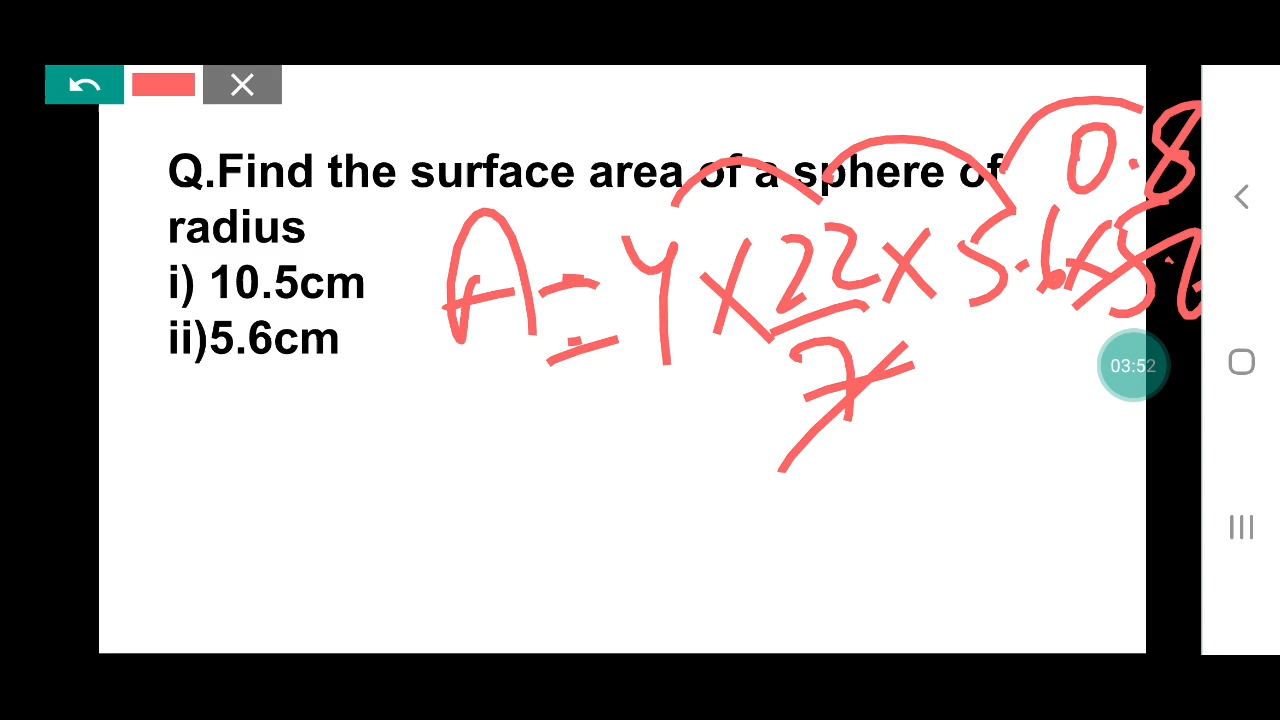 Q.Find the surface area of a sphere of
radius
i) 10.5cm
ii)5.6cm
0.8
A = 4 × 22/7 × 5.6 × 5.6
03:52